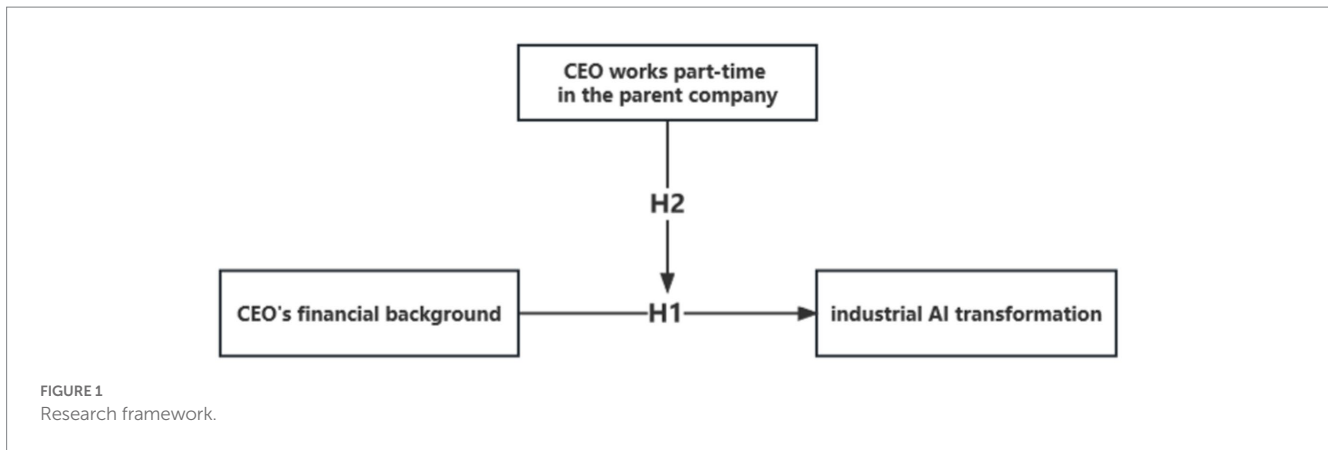 CEO works part-time
in the parent company
H2
CEO's financial background
H1
industrial AI transformation
FIGURE 1
Research framework.